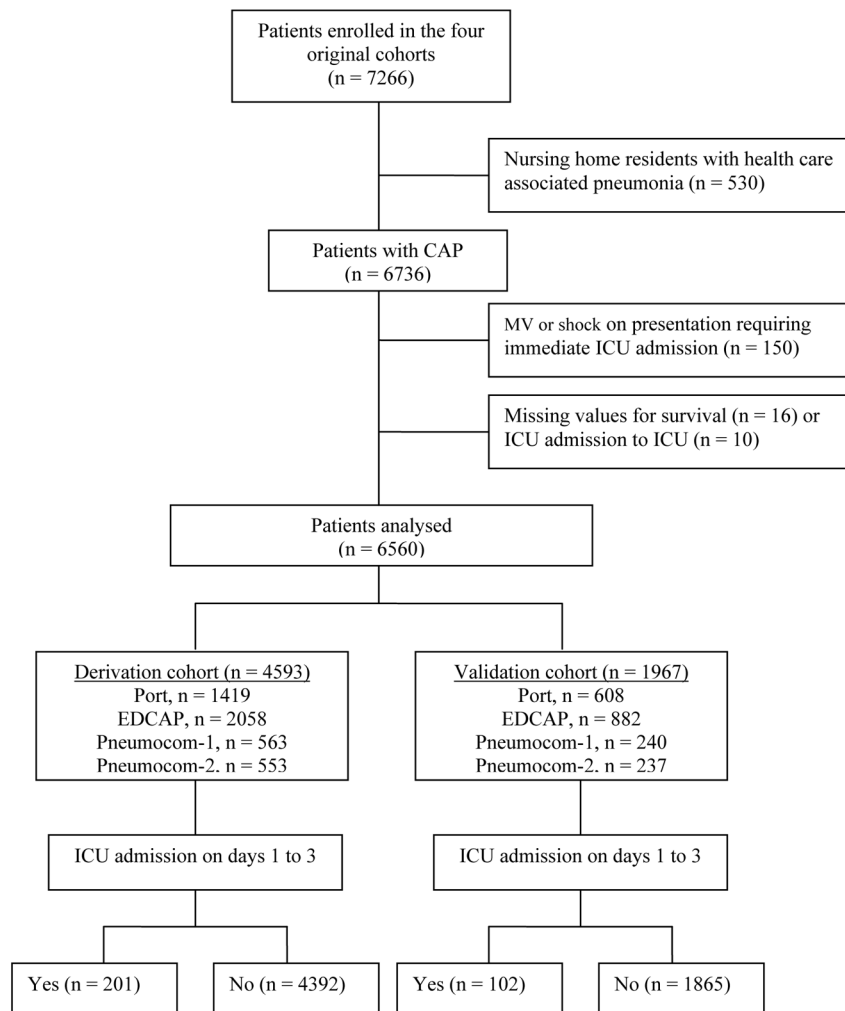 Patients enrolled in the four
original cohorts
(n = 7266)
Nursing home residents with health care
associated pneumonia (n = 530)
Patients with CAP
(n = 6736)
MV or shock on presentation requiring
immediate ICU admission (n = 150)
Missing values for survival (n = 16) or
ICU admission to ICU (n = 10)
Patients analysed
(n = 6560)
Derivation cohort (n = 4593)
Port, n = 1419
EDCAP, n = 2058
Pneumocom-1, n = 563
Pneumocom-2. n = 553
Validation cohort (n = 1967)
Port, n = 608
EDCAP, n = 882
Pneumocom-1, n = 240
Pneumocom-2. n = 237
ICU admission on days 1 to 3
ICU admission on days 1 to 3
Yes (n = 201)
No (n = 4392)
Yes (n = 102)
No (n = 1865)